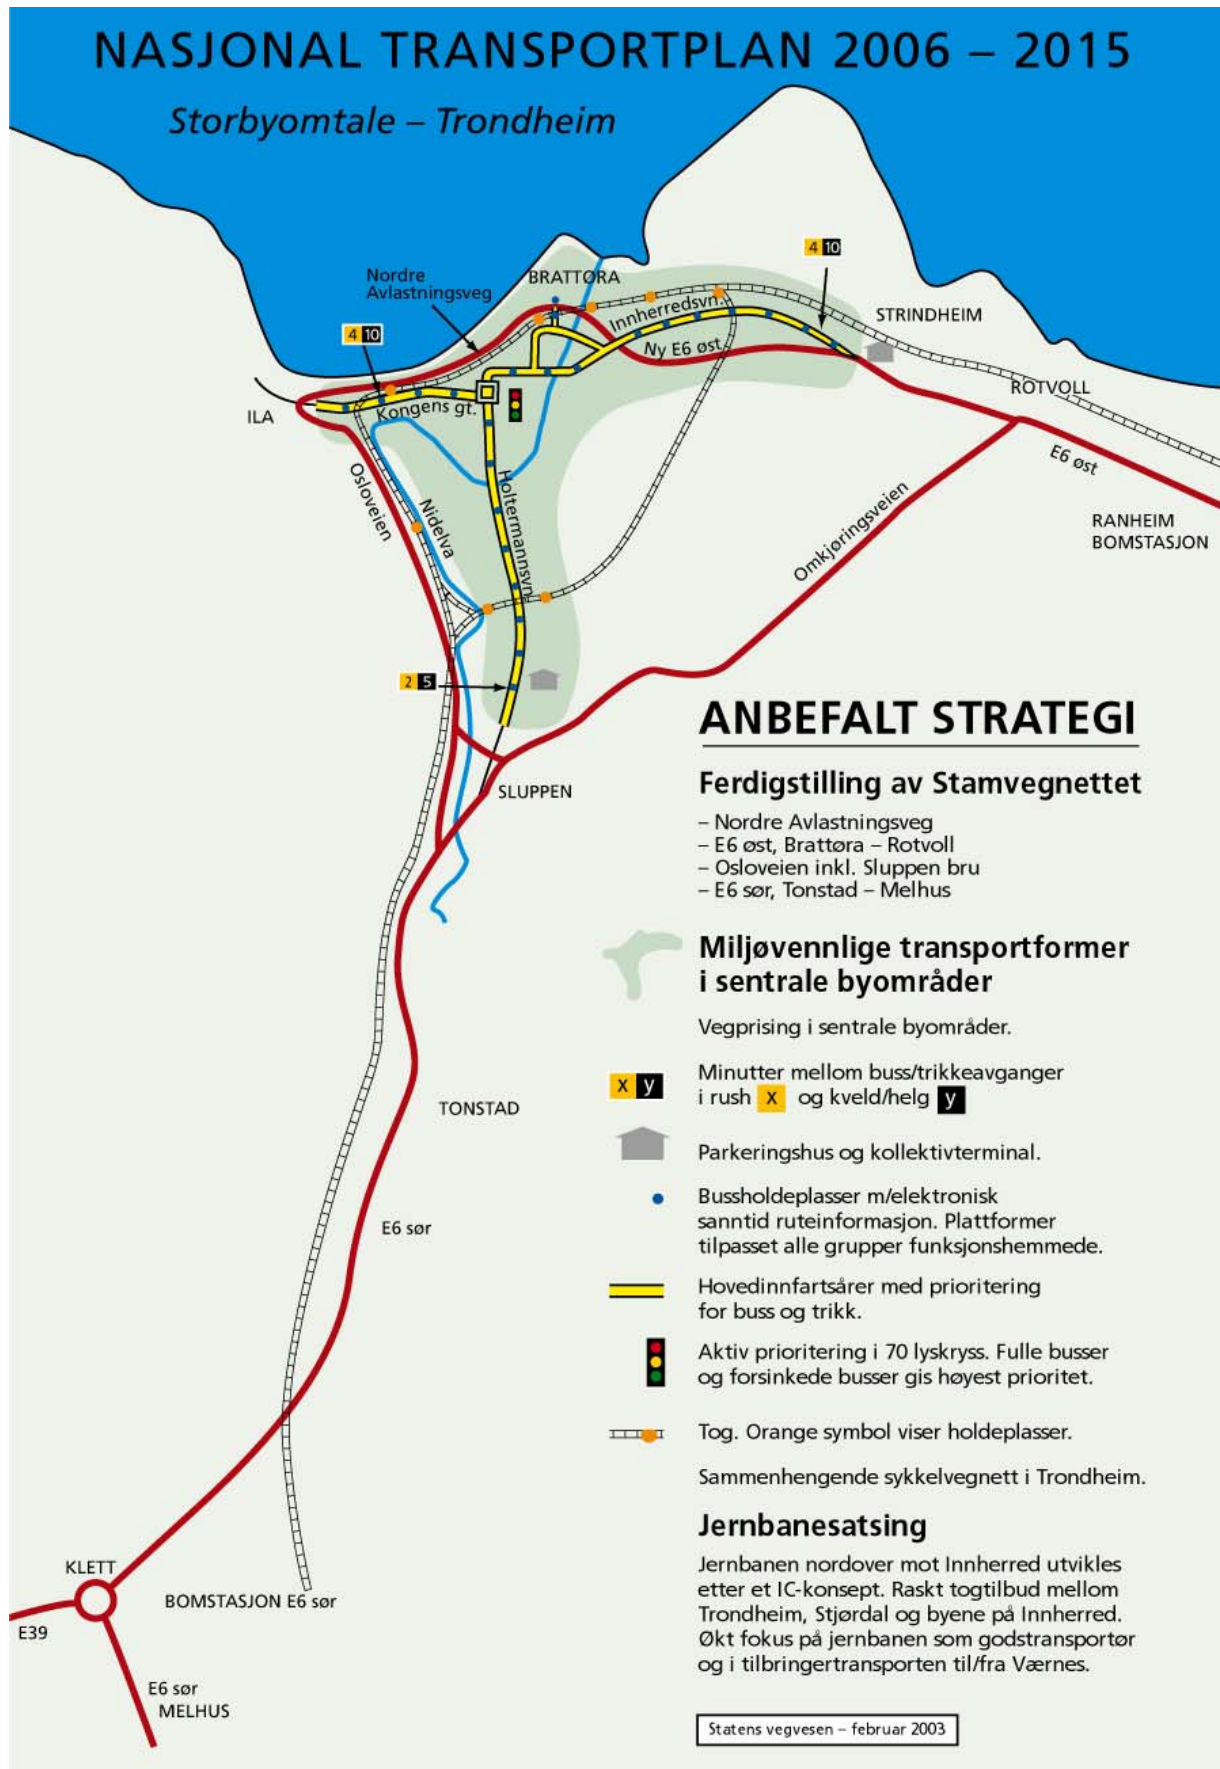 NASJONAL TRANSPORTPLAN 2006 – 2015
Storbyomtale – Trondheim
4 10
Nordre
Avlastningsveg
BRATTØRA
4 10
Innherredsvn.
STRINDHEIM
Ny E6 øst
ROTVOLL
ILA
Kongens gt.
E6 øst
Osloveien
Nidelva
Holtermannsvn.
Omkjøringsveien
RANHEIM
BOMSTASJON
2 5
SLUPPEN
TONSTAD
E6 sør
KLETT
BOMSTASJON E6 sør
E39
E6 sør
MELHUS
ANBEFALT STRATEGI
Ferdigstilling av Stamvegnettet
– Nordre Avlastningsveg
– E6 øst, Brattøra – Rotvoll
– Osloveien inkl. Sluppen bru
– E6 sør, Tonstad – Melhus
Miljøvennlige transportformer
i sentrale byområder
Vegprising i sentrale byområder.
x y
Minutter mellom buss/trikkeavganger
i rush x og kveld/helg y
Parkeringshus og kollektivterminal.
Bussholdeplasser m/elektronisk
sanntid ruteinformasjon. Plattformer
tilpasset alle grupper funksjonshemmede.
Hovedinnfartsårer med prioritering
for buss og trikk.
Aktiv prioritering i 70 lyskryss. Fulle busser
og forsinkede busser gis høyest prioritet.
Tog. Orange symbol viser holdeplasser.
Sammenhengende sykkelvegnett i Trondheim.
Jernbanesatsing
Jernbanen nordover mot Innherred utvikles
etter et IC-konsept. Raskt togtilbud mellom
Trondheim, Stjørdal og byene på Innherred.
Økt fokus på jernbanen som godstransportør
og i tilbringertransporten til/fra Værnes.
Statens vegvesen – februar 2003